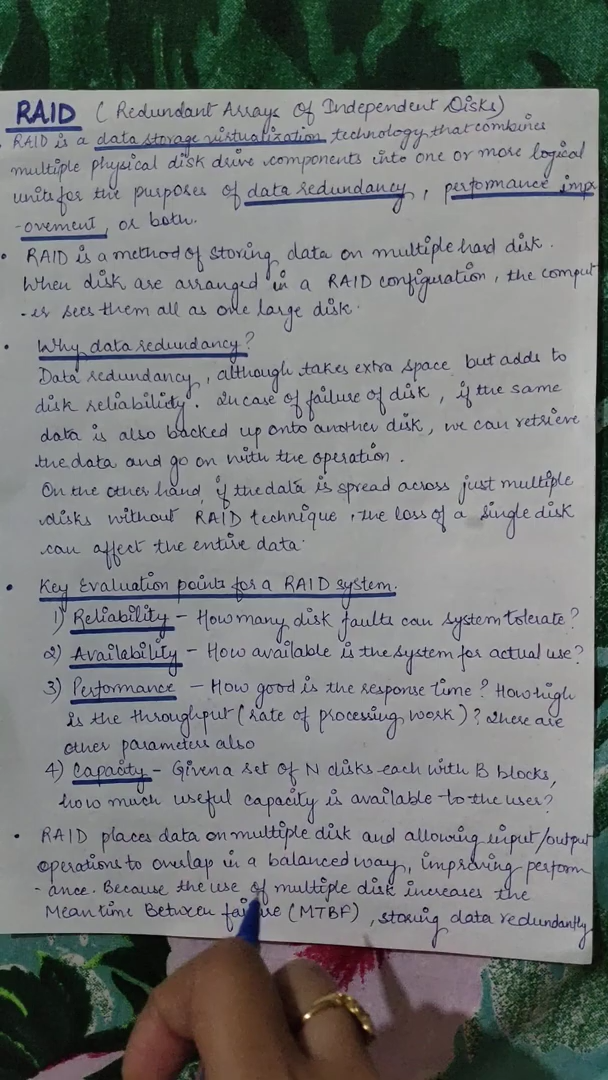 RAID ( Redundant Arrays Of Independent Disks)
RAID is a data storage virtualization technology that combines
multiple physical disk drive components into one or more logical
units for the purposes of data redundancy, performance impr
-ovement, or both.
• RAID is a method of storing data on multiple hard disk.
When disk are arranged in a RAID configuration, the comput
-er sees them all as one large disk.
• Why data redundancy?
Data redundancy, although takes extra space but adds to
disk reliability. In case of failure of disk, if the same
data is also backed up onto another disk, we can retrieve
the data and go on with the operation.
On the other hand, if the data is spread across just multiple
disks without RAID technique, the loss of a single disk
can affect the entire data.
• Key Evaluation points for a RAID system.
1) Reliability - How many disk faults can system tolerate?
2) Availability - How available is the system for actual use?
3) Performance - How good is the response time? How high
is the throughput (rate of processing work)? There are
other parameters also
4) Capacity - Given a set of N disks each with B blocks,
how much useful capacity is available to the user?
• RAID places data on multiple disk and allowing input/output
operations to overlap in a balanced way, improving perform
-ance. Because the use of multiple disk increases the
Mean time Between failure (MTBF), storing data redundantly